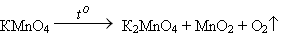 KMnO4 —t°→ K2MnO4 + MnO2 + O2↑